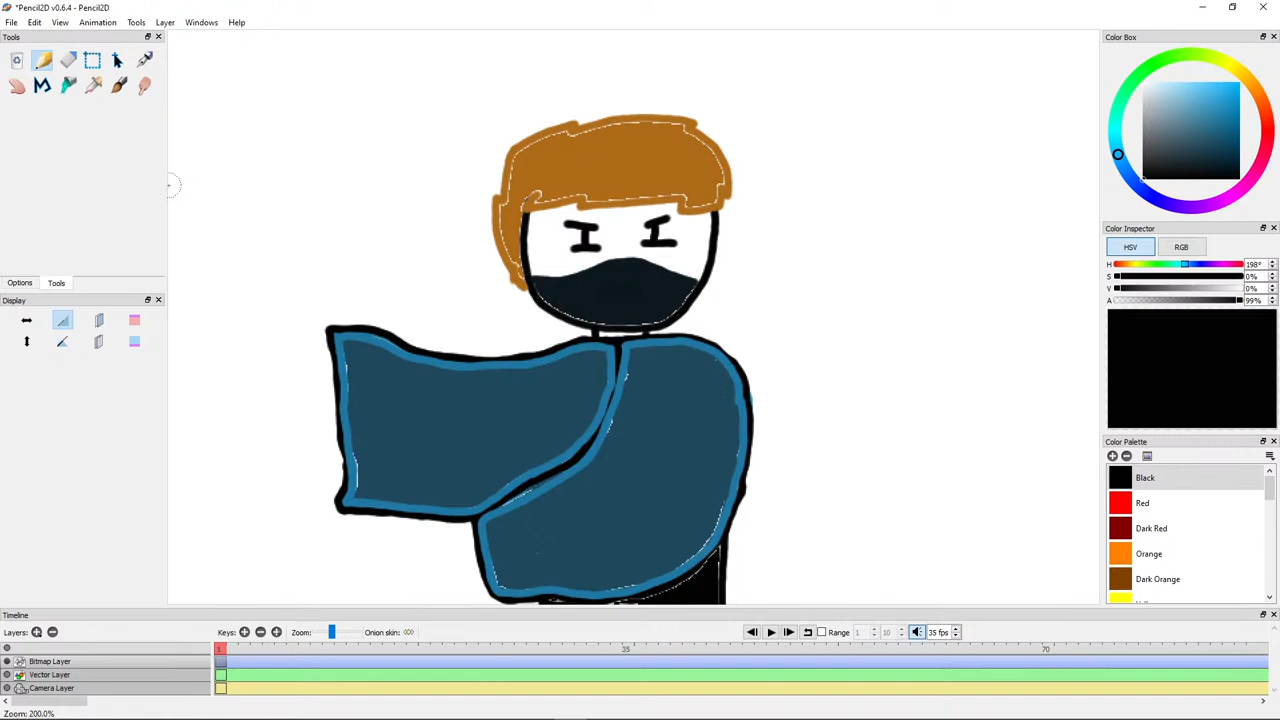 *Pencil2D v0.6.4 - Pencil2D
File Edit View Animation Tools Layer Windows Help
Tools
Options Tools
Display
Color Box
Color Inspector
HSV RGB
H 198°
S 0%
V 0%
A 99%
Color Palette
Black
Red
Dark Red
Orange
Dark Orange
Timeline
Layers: Keys: Zoom: Onion skin: Range 1 10 35 fps
1 35 70
Bitmap Layer
Vector Layer
Camera Layer
Zoom: 200.0%